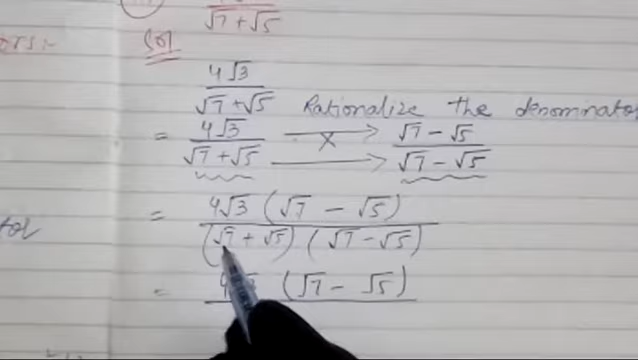 √7 + √5
Sol
4√3
√7 + √5 Rationalize the denominator
= 4√3 / √7 + √5 × √7 − √5 / √7 − √5
= 4√3 (√7 − √5)
(√7 + √5) (√7 − √5)
= (√7 − √5)